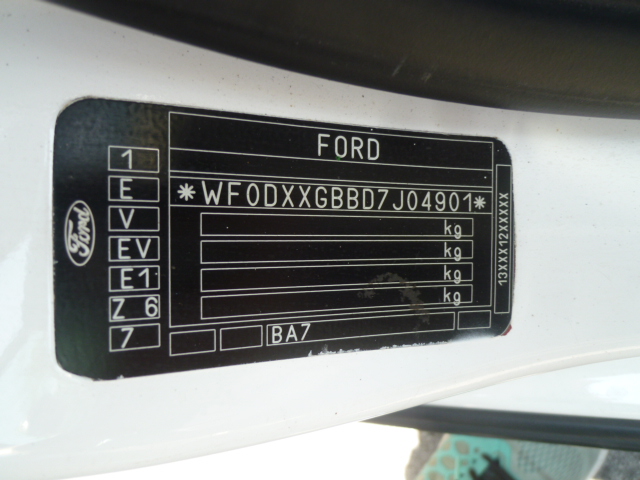 Ford
1
E
V
EV
E1
Z 6
7
FORD
*WF0DXXGBBD7J04901*
kg
kg
kg
kg
BA7
13XXX12XXXXX